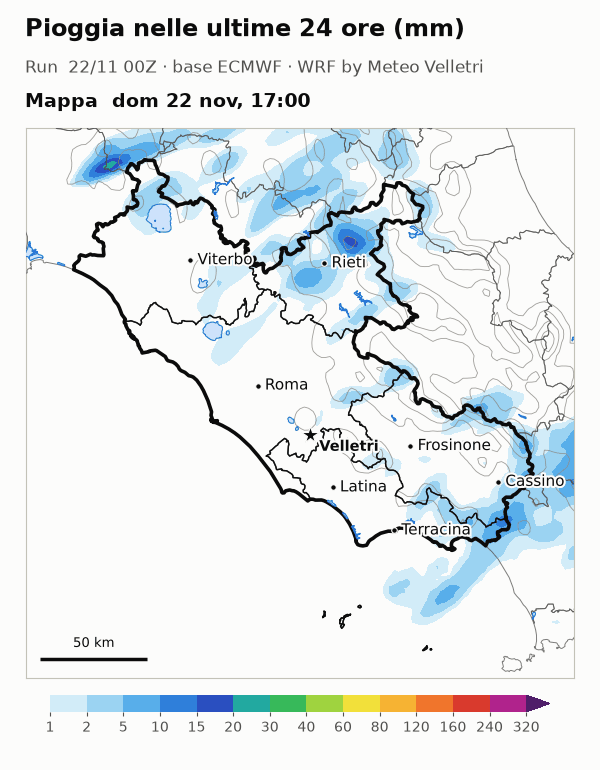 Pioggia nelle ultime 24 ore (mm)
Run 22/11 00Z · base ECMWF · WRF by Meteo Velletri
Mappa dom 22 nov, 17:00
Viterbo
Rieti
Roma
Velletri
Frosinone
Latina
Cassino
Terracina
50 km
1 2 5 10 15 20 30 40 60 80 120 160 240 320